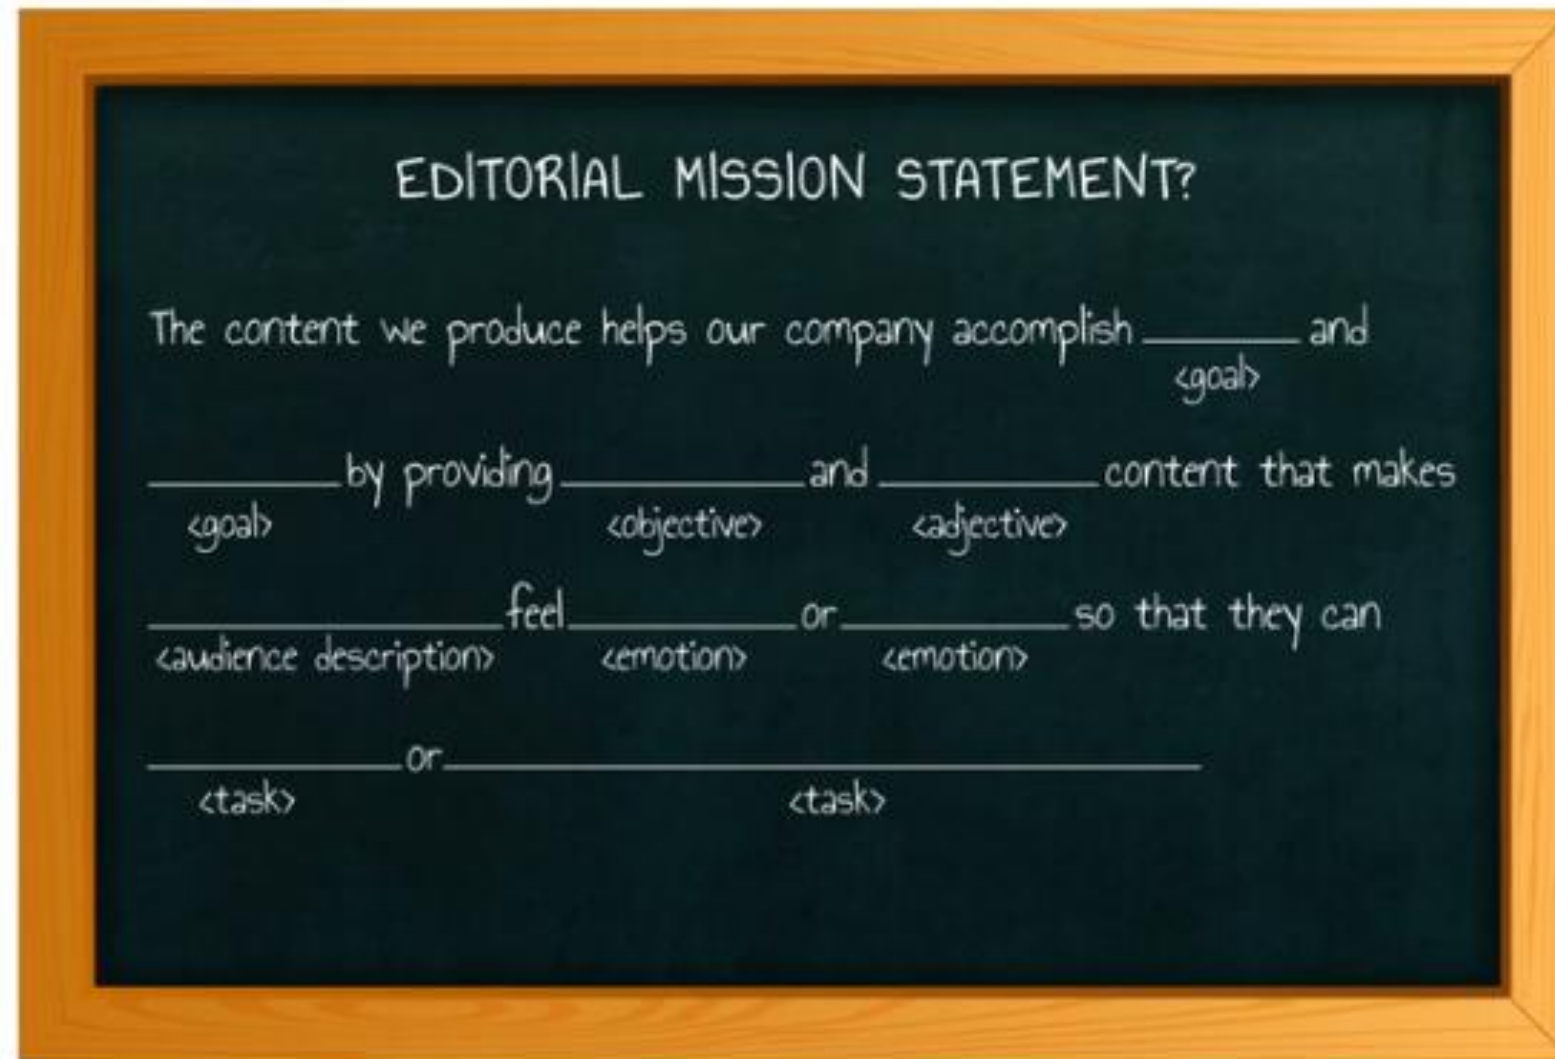 EDITORIAL MISSION STATEMENT?
The content we produce helps our company accomplish ________ and
<goal>
________ by providing ________ and ________ content that makes
<goal> <objective> <adjective>
________ feel ________ or ________ so that they can
<audience description> <emotion> <emotion>
________ or ________
<task> <task>